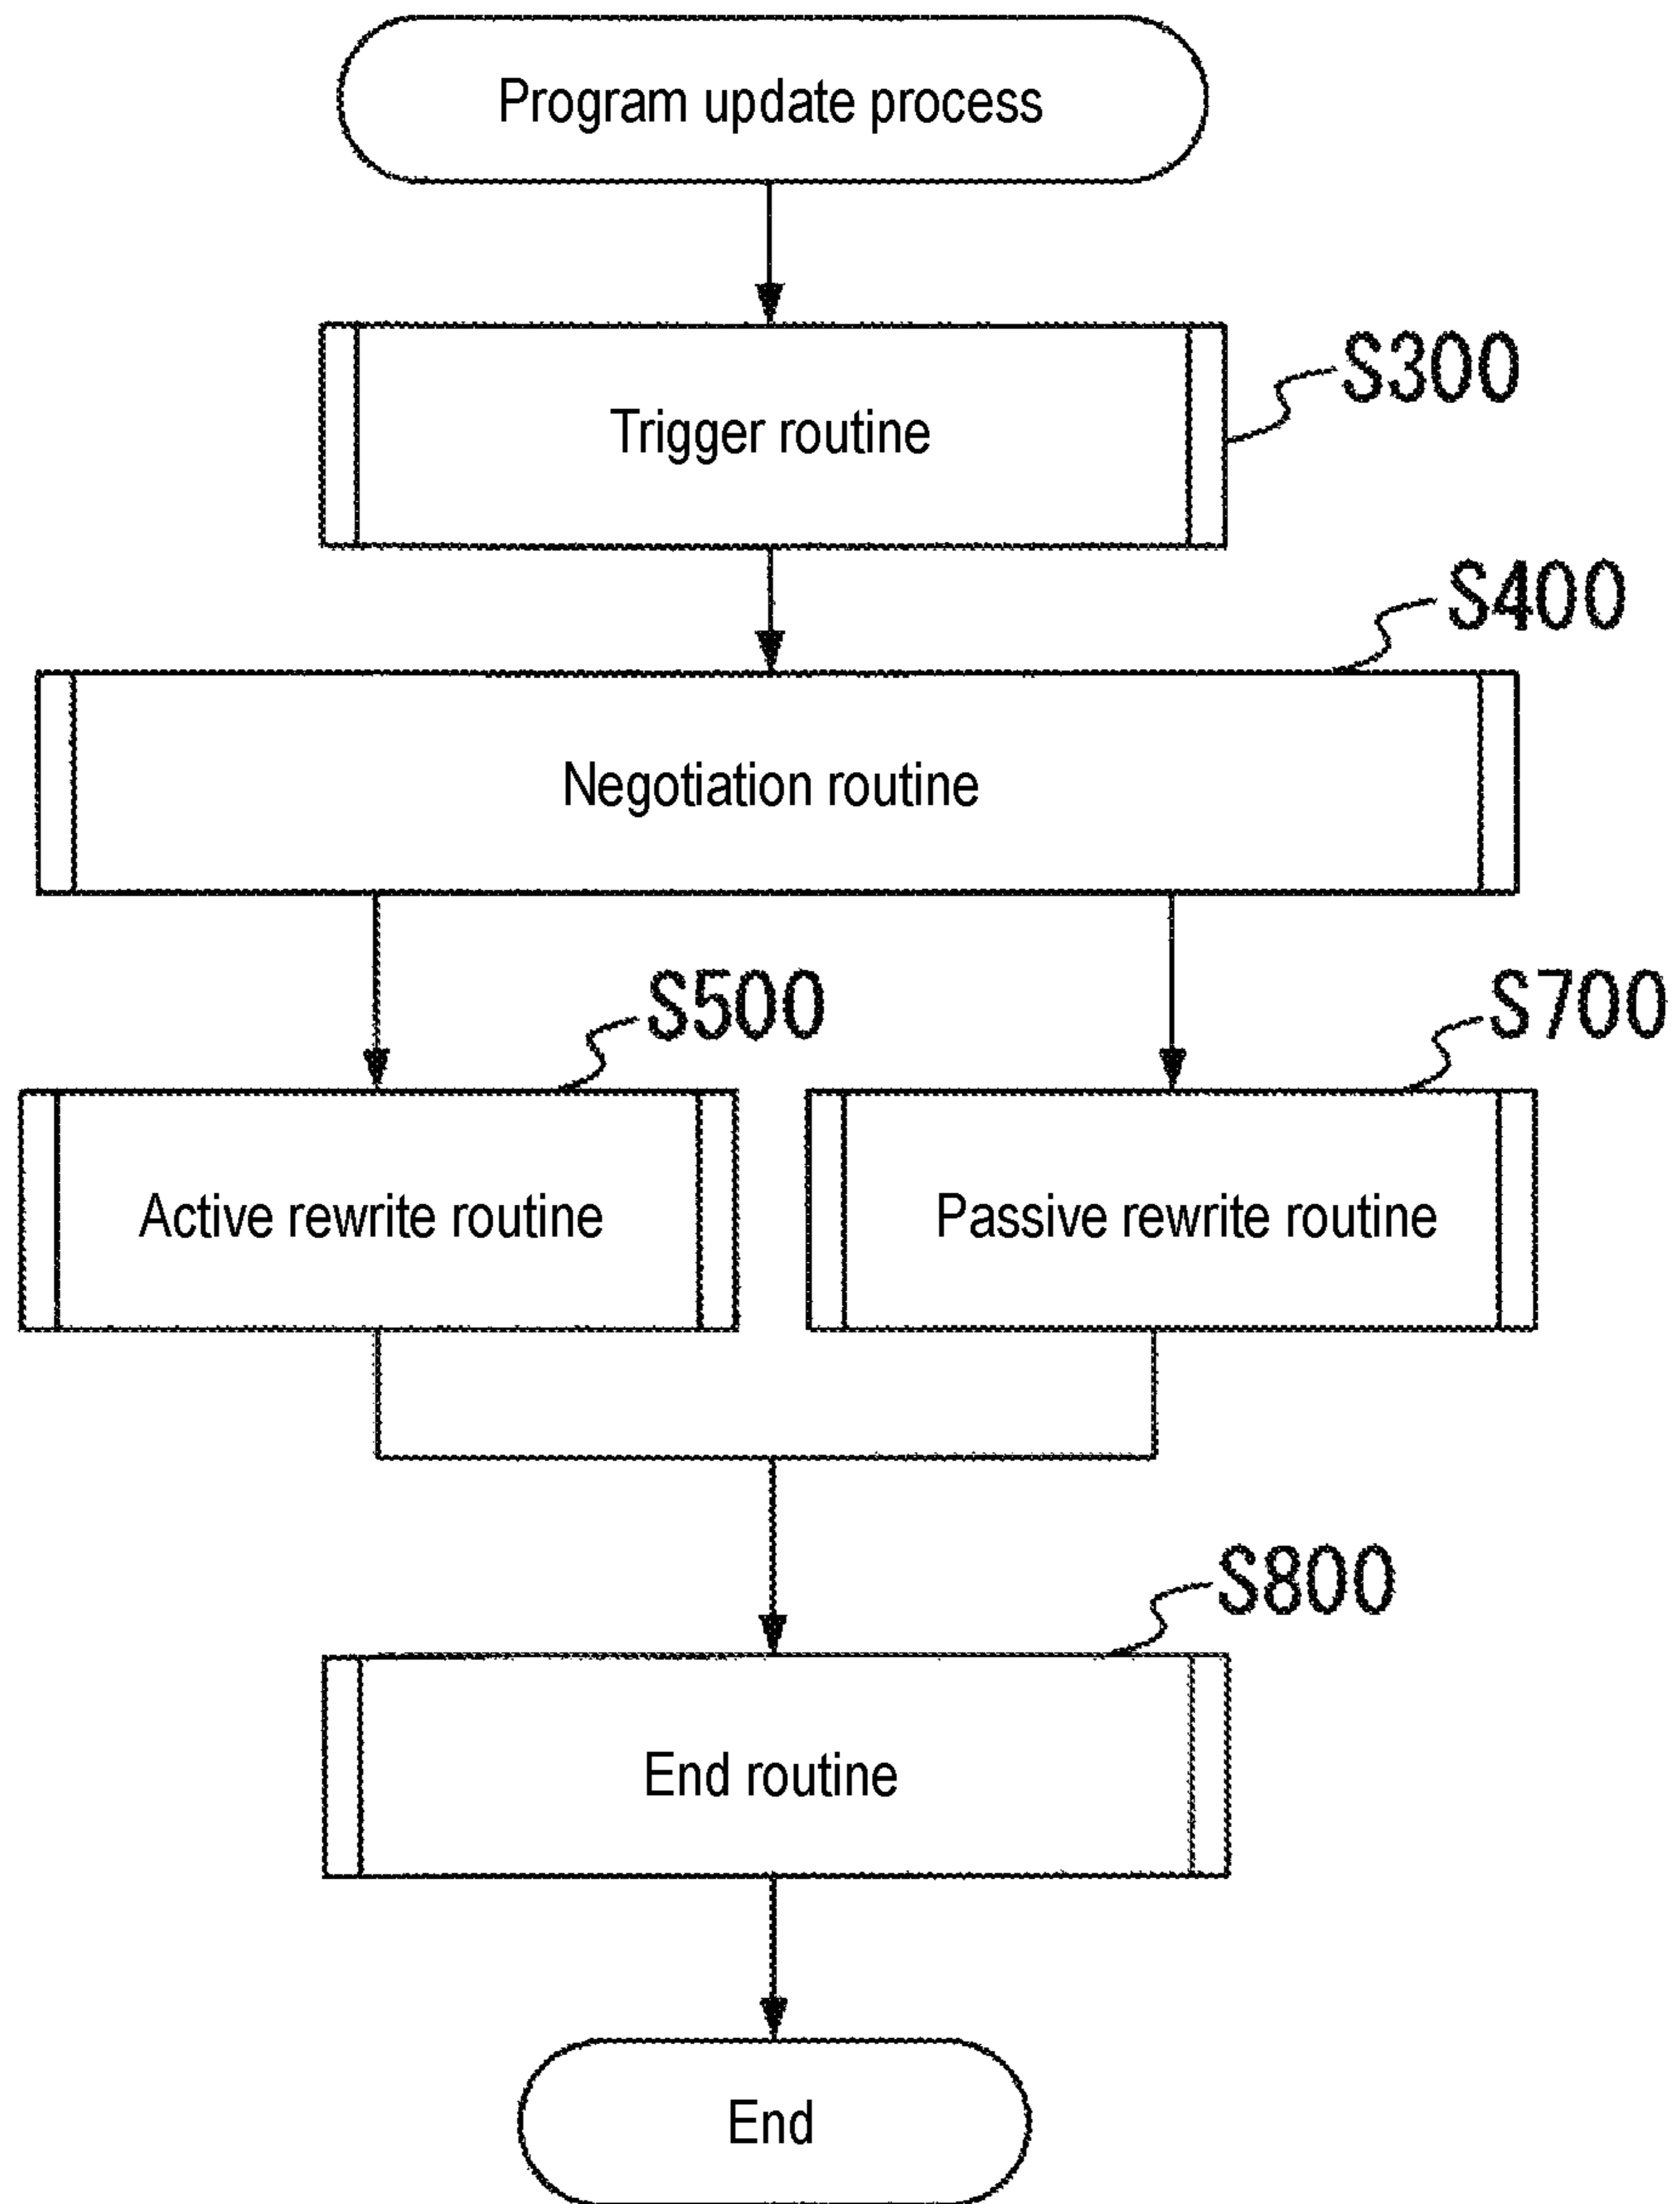 Program update process
S300
Trigger routine
S400
Negotiation routine
S500
S700
Active rewrite routine
Passive rewrite routine
S800
End routine
End